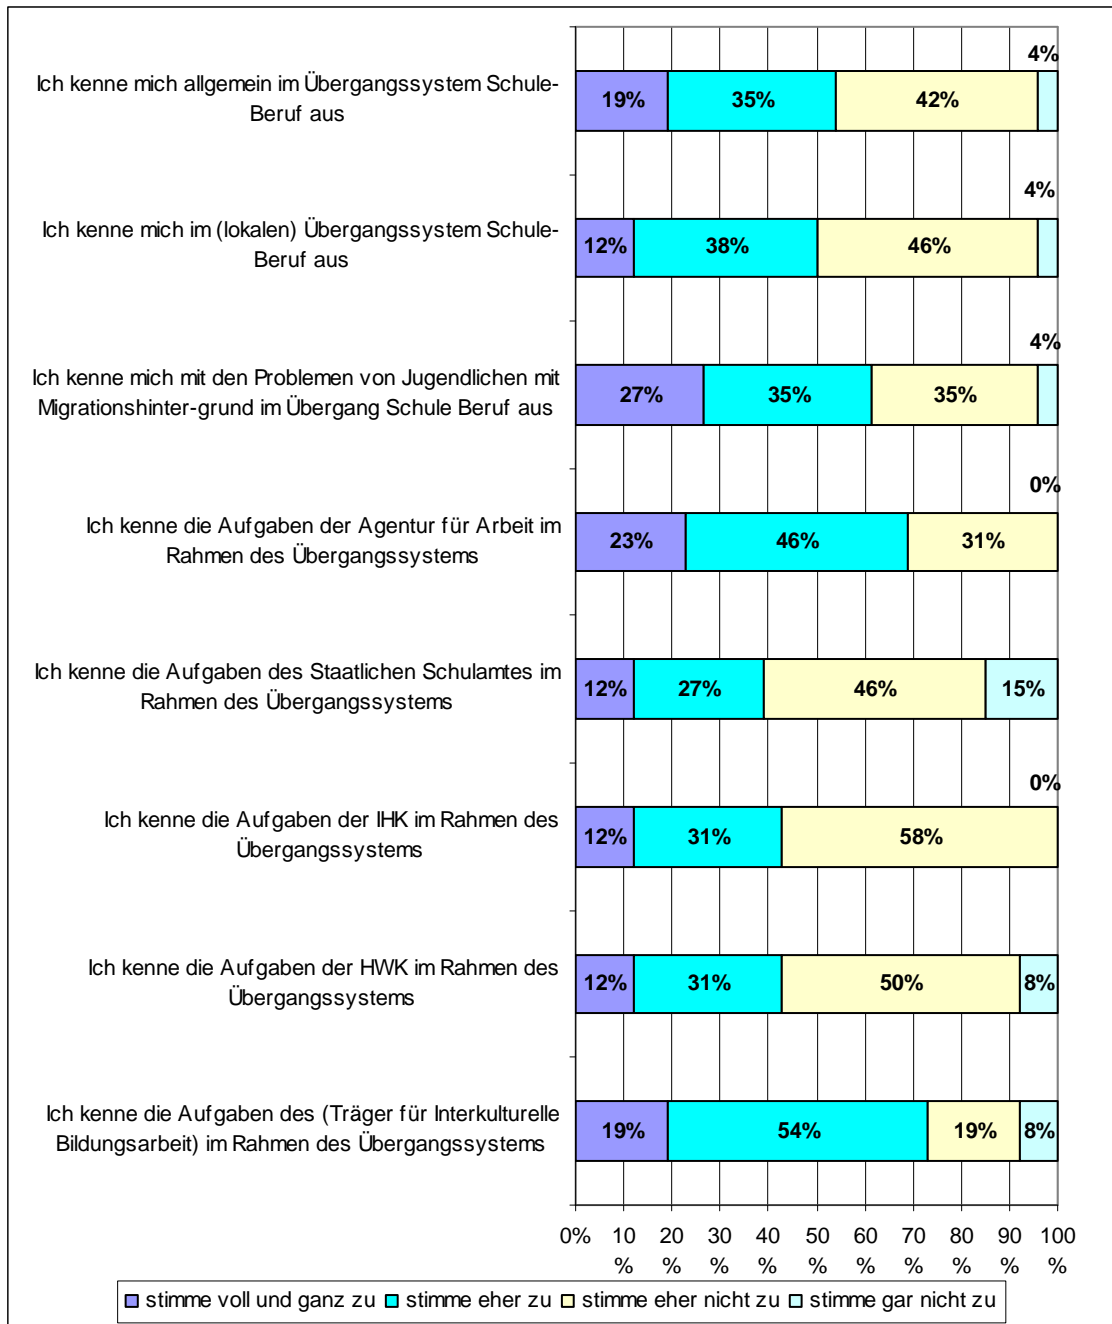 4%
Ich kenne mich allgemein im Übergangssystem Schule-
Beruf aus
19% 35% 42%
4%
Ich kenne mich im (lokalen) Übergangssystem Schule-
Beruf aus
12% 38% 46%
4%
Ich kenne mich mit den Problemen von Jugendlichen mit
Migrationshinter-grund im Übergang Schule Beruf aus
27% 35% 35%
0%
Ich kenne die Aufgaben der Agentur für Arbeit im
Rahmen des Übergangssystems
23% 46% 31%
Ich kenne die Aufgaben des Staatlichen Schulamtes im
Rahmen des Übergangssystems
12% 27% 46% 15%
0%
Ich kenne die Aufgaben der IHK im Rahmen des
Übergangssystems
12% 31% 58%
Ich kenne die Aufgaben der HWK im Rahmen des
Übergangssystems
12% 31% 50% 8%
Ich kenne die Aufgaben des (Träger für Interkulturelle
Bildungsarbeit) im Rahmen des Übergangssystems
19% 54% 19% 8%
0% 10 20 30 40 50 60 70 80 90 100
% % % % % % % % % %
stimme voll und ganz zu stimme eher zu stimme eher nicht zu stimme gar nicht zu